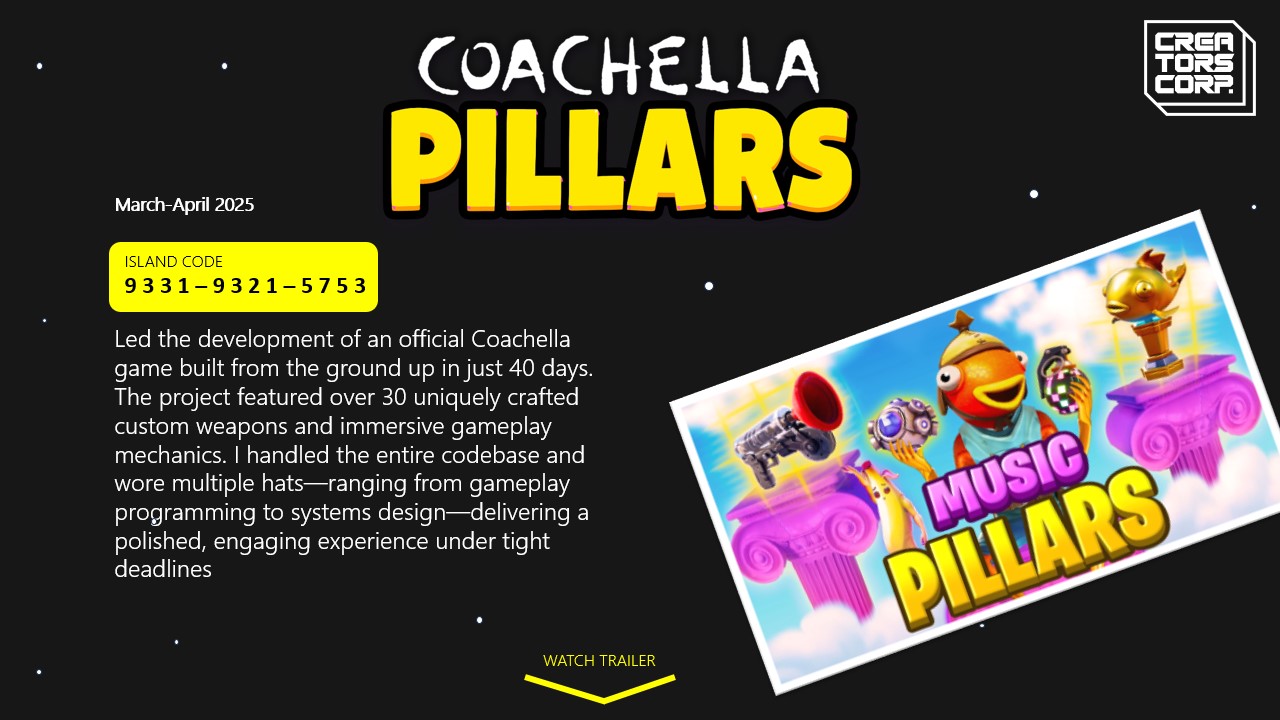 COACHELLA
PILLARS
CREA
TORS
CORP.
March-April 2025
ISLAND CODE
9331–9321–5753
Led the development of an official Coachella
game built from the ground up in just 40 days.
The project featured over 30 uniquely crafted
custom weapons and immersive gameplay
mechanics. I handled the entire codebase and
wore multiple hats—ranging from gameplay
programming to systems design—delivering a
polished, engaging experience under tight
deadlines
MUSIC
PILLARS
WATCH TRAILER